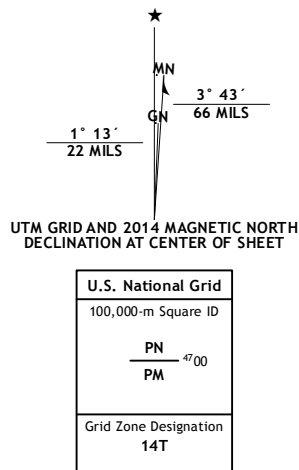 ★
MN
3° 43´
66 MILS
GN
1° 13´
22 MILS
UTM GRID AND 2014 MAGNETIC NORTH
DECLINATION AT CENTER OF SHEET
U.S. National Grid
100,000-m Square ID
PN
4700
PM
Grid Zone Designation
14T